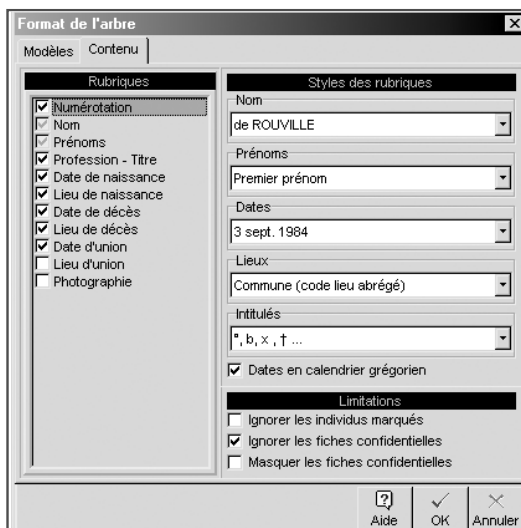 Format de l'arbre
Modèles Contenu
Rubriques
Numérotation
Nom
Prénoms
Profession - Titre
Date de naissance
Lieu de naissance
Date de décès
Lieu de décès
Date d'union
Lieu d'union
Photographie
Styles des rubriques
Nom
de ROUVILLE
Prénoms
Premier prénom
Dates
3 sept. 1984
Lieux
Commune (code lieu abrégé)
Intitulés
°, b, x , † ...
Dates en calendrier grégorien
Limitations
Ignorer les individus marqués
Ignorer les fiches confidentielles
Masquer les fiches confidentielles
Aide OK Annuler